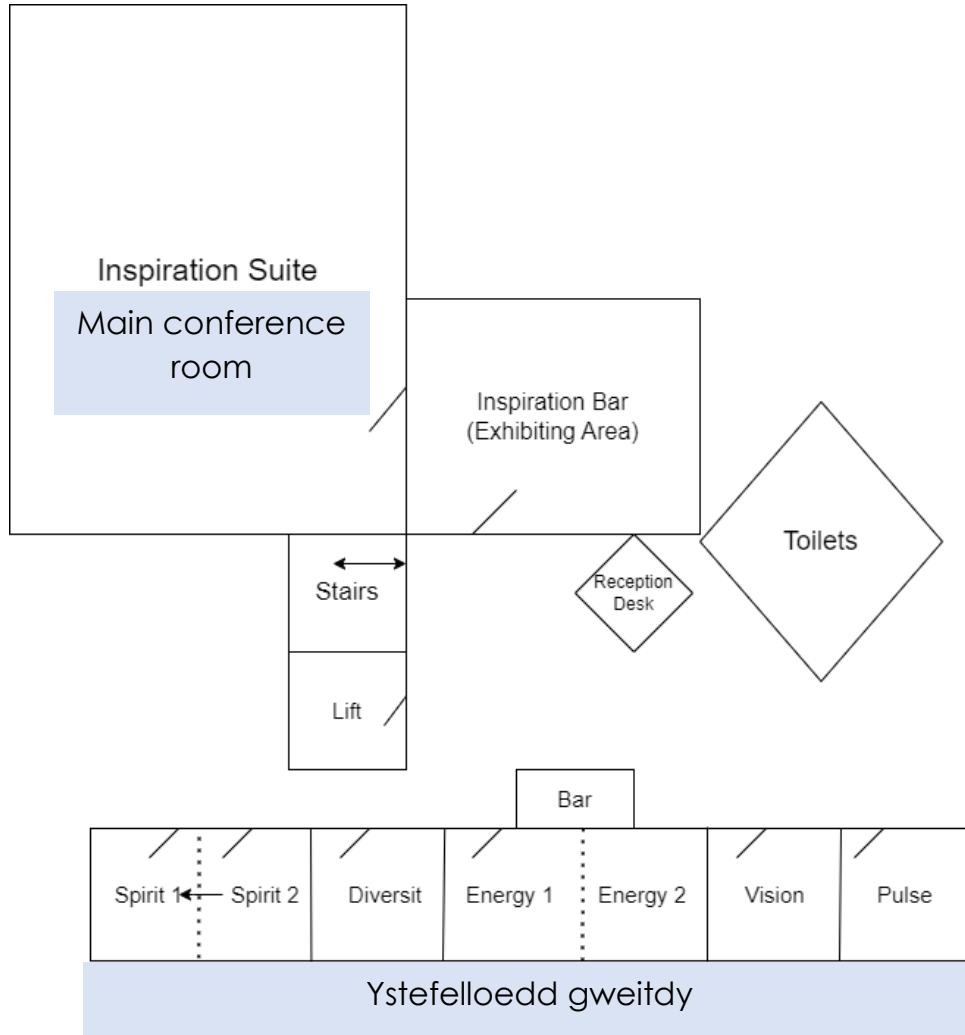 Inspiration Suite
Main conference
room
Inspiration Bar
(Exhibiting Area)
Toilets
Stairs
Reception
Desk
Lift
Bar
Spirit 1
Spirit 2
Diversit
Energy 1
Energy 2
Vision
Pulse
Ystefelloedd gweitdy